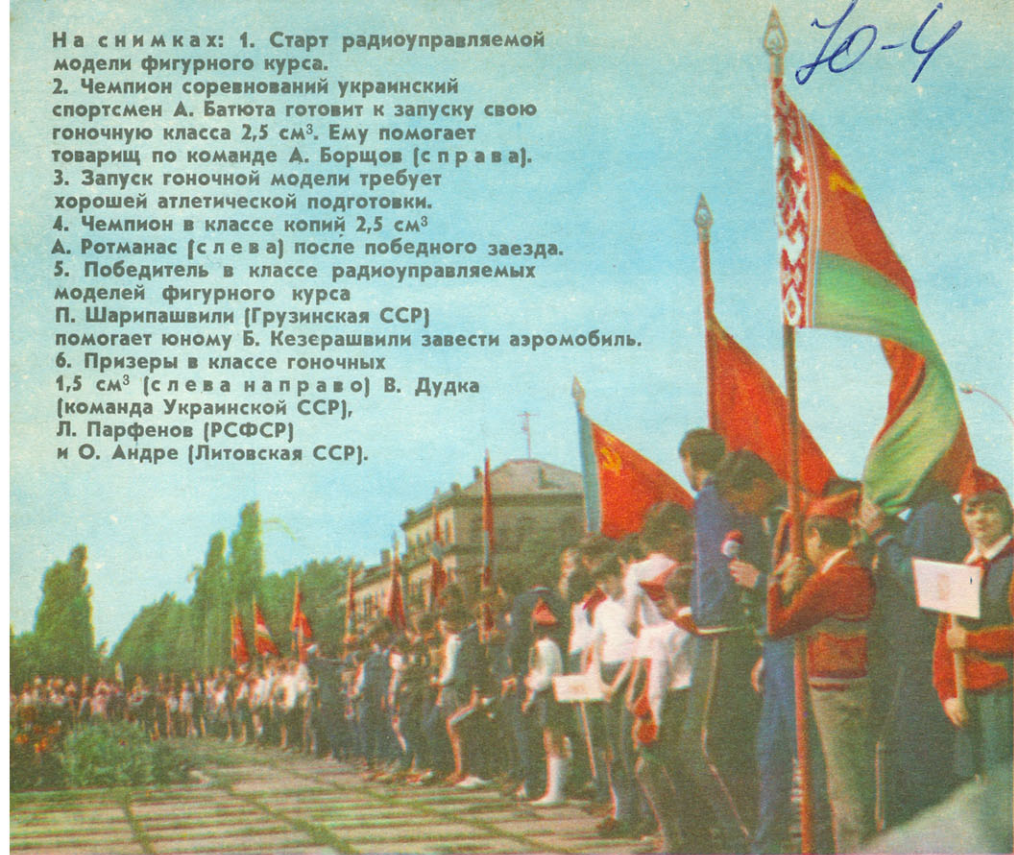 Ю-4
На снимках: 1. Старт радиоуправляемой
модели фигурного курса.
2. Чемпион соревнований украинский
спортсмен А. Батюта готовит к запуску свою
гоночную класса 2,5 см³. Ему помогает
товарищ по команде А. Борщов (справа).
3. Запуск гоночной модели требует
хорошей атлетической подготовки.
4. Чемпион в классе копий 2,5 см³
А. Ротманас (слева) после победного заезда.
5. Победитель в классе радиоуправляемых
моделей фигурного курса
П. Шарипашвили (Грузинская ССР)
помогает юному Б. Кезерашвили завести аэромобиль.
6. Призеры в классе гоночных
1,5 см³ (слева направо) В. Дудка
(команда Украинской ССР),
Л. Парфенов (РСФСР)
и О. Андре (Литовская ССР).